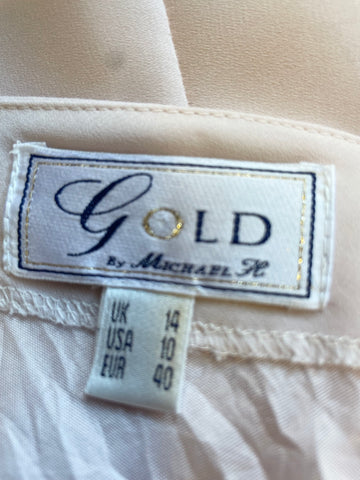 GOLD
By Michael H
UK 14
USA 10
EUR 40